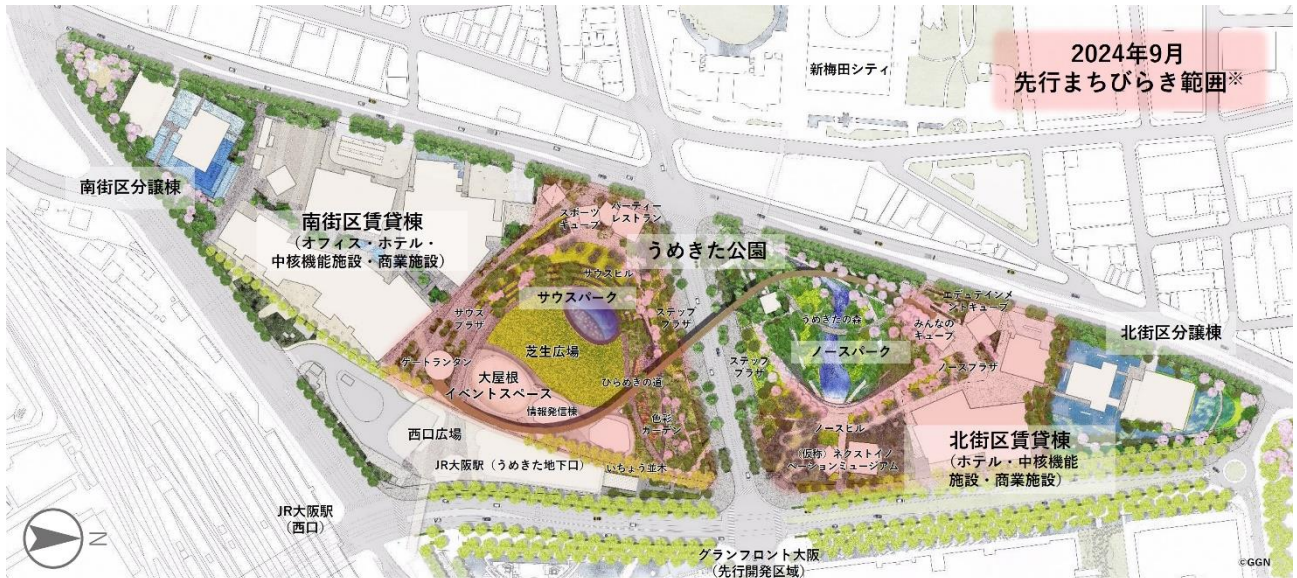 2024年9月
先行まちびらき範囲※
新梅田シティ
南街区分譲棟
南街区賃貸棟
（オフィス・ホテル・
中核機能施設・商業施設）
スポーツ
キューブ
パーティー
レストラン
うめきた公園
サウスヒル
サウスパーク
サウス
プラザ
ステップ
プラザ
芝生広場
ゲートランタン
大屋根
イベントスペース
ひらめきの道
情報発信棟
色彩
ガーデン
西口広場
JR大阪駅（うめきた地下口）
いちょう並木
JR大阪駅
（西口）
エデュテインメ
ントキューブ
うめきたの森
みんなの
キューブ
ノースパーク
ステップ
プラザ
ノースプラザ
北街区分譲棟
ノースヒル
（仮称）ネクストイノ
ベーションミュージアム
北街区賃貸棟
（ホテル・中核機能
施設・商業施設）
グランフロント大阪
（先行開発区域）
N
©GGN